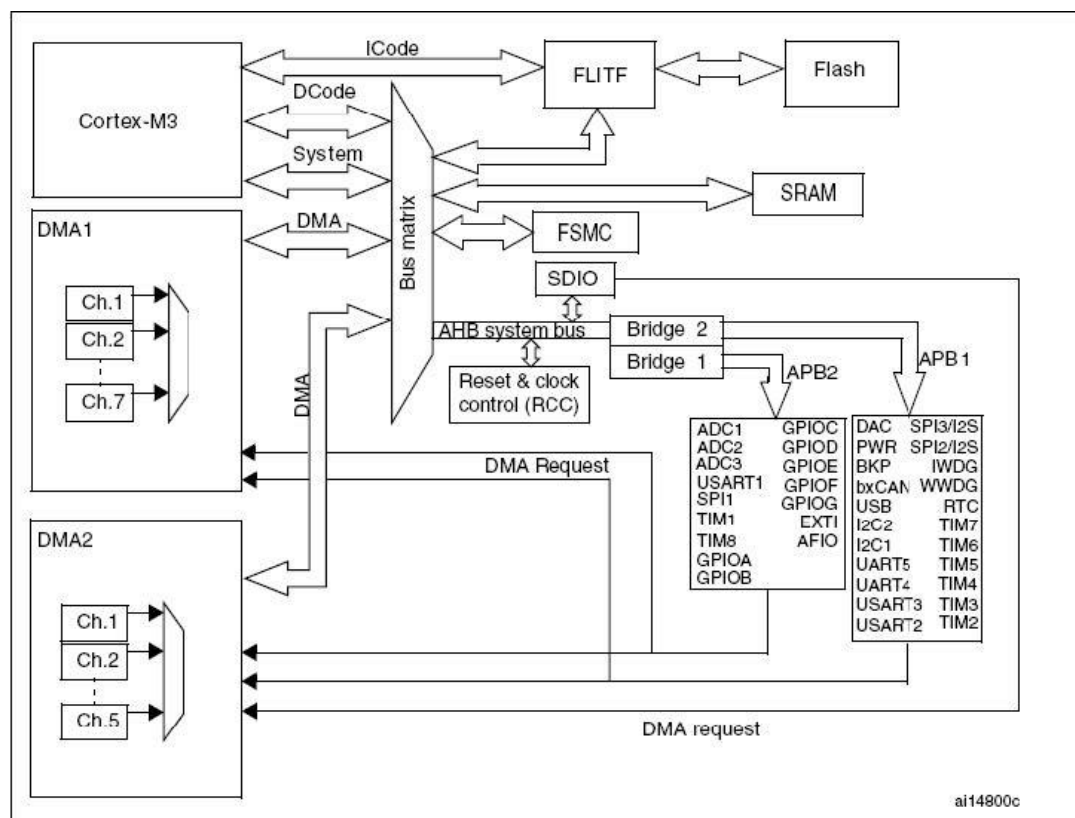 ICode
Cortex-M3
FLITF
Flash
DCode
System
SRAM
DMA1
DMA
Bus matrix
FSMC
SDIO
Ch.1
Ch.2
Ch.7
AHB system bus
Bridge 2
Bridge 1
APB1
APB2
Reset & clock
control (RCC)
DMA
DMA Request
ADC1 GPIOC
ADC2 GPIOD
ADC3 GPIOE
USART1 GPIOF
SPI1 GPIOG
TIM1 EXTI
TIM8 AFIO
GPIOA
GPIOB
DAC SPI3/I2S
PWR SPI2/I2S
BKP IWDG
bxCAN WWDG
USB RTC
I2C2 TIM7
I2C1 TIM6
UART5 TIM5
UART4 TIM4
USART3 TIM3
USART2 TIM2
DMA2
Ch.1
Ch.2
Ch.5
DMA request
ai14800c